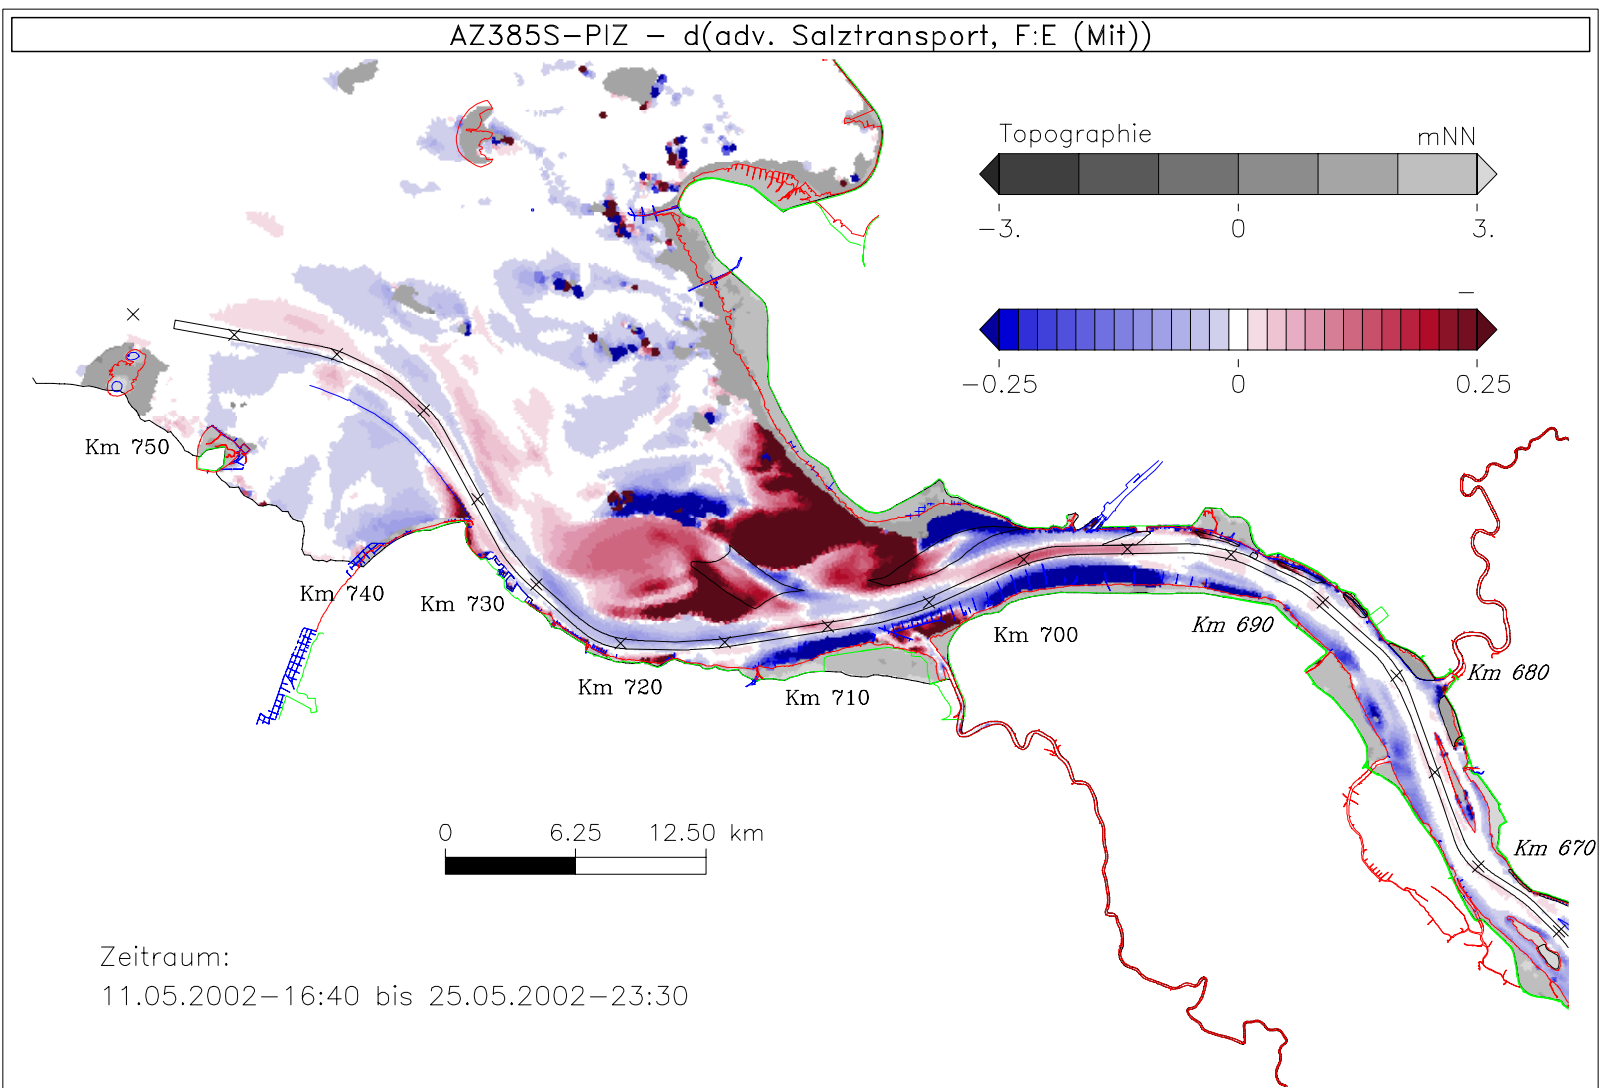 AZ385S-PIZ - d(adv. Salztransport, F:E (Mit))
Topographie mNN
-3. 0 3.
-
-0.25 0 0.25
Km 750
Km 740
Km 730
Km 720
Km 710
Km 700
Km 690
Km 680
Km 670
0 6.25 12.50 km
Zeitraum:
11.05.2002-16:40 bis 25.05.2002-23:30